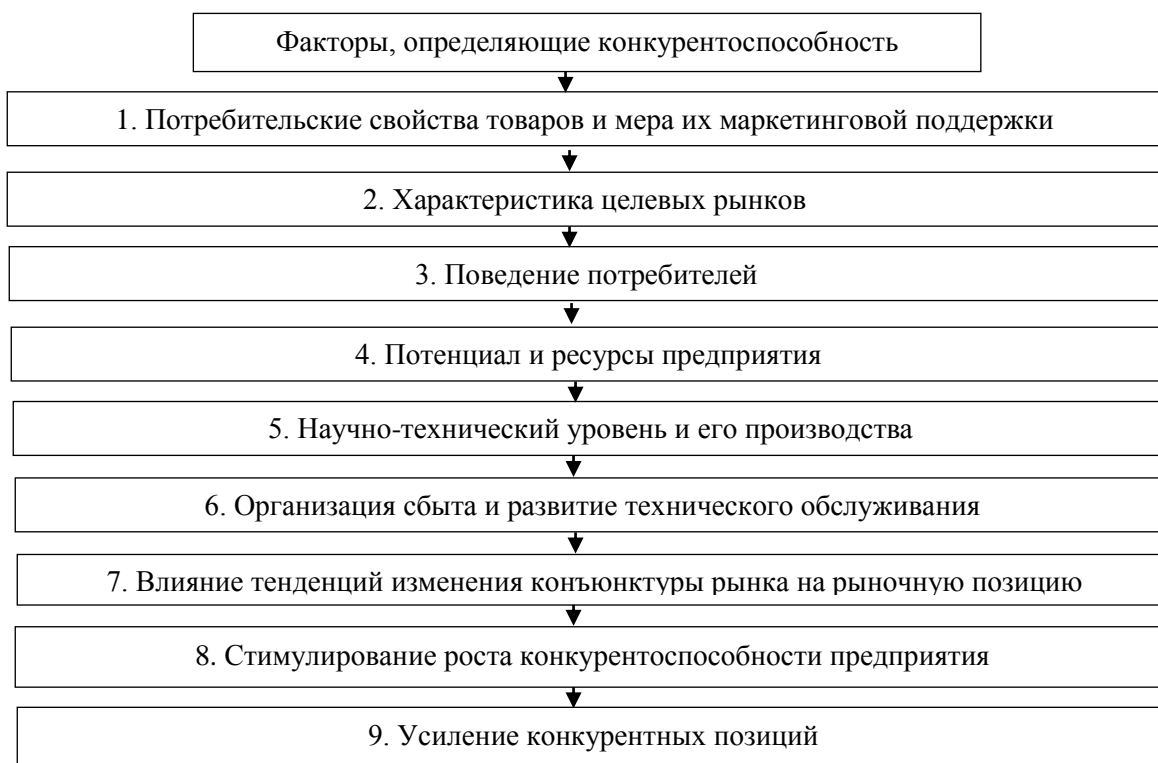 Факторы, определяющие конкурентоспособность
1. Потребительские свойства товаров и мера их маркетинговой поддержки
2. Характеристика целевых рынков
3. Поведение потребителей
4. Потенциал и ресурсы предприятия
5. Научно-технический уровень и его производства
6. Организация сбыта и развитие технического обслуживания
7. Влияние тенденций изменения конъюнктуры рынка на рыночную позицию
8. Стимулирование роста конкурентоспособности предприятия
9. Усиление конкурентных позиций